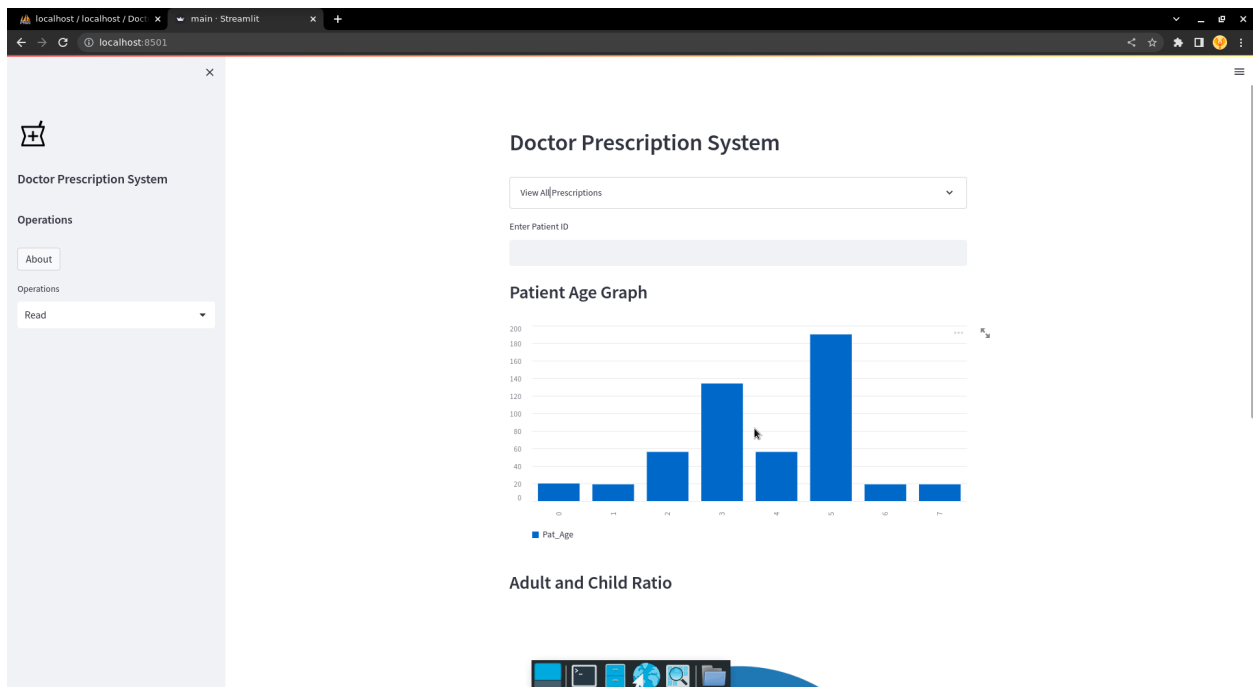 localhost / localhost / Doct
main · Streamlit
localhost:8501
Doctor Prescription System
Operations
About
Operations
Read
Doctor Prescription System
View All Prescriptions
Enter Patient ID
Patient Age Graph
200
180
160
140
120
100
80
60
40
20
0
0 1 2 3 4 5 6 7
Pat_Age
Adult and Child Ratio